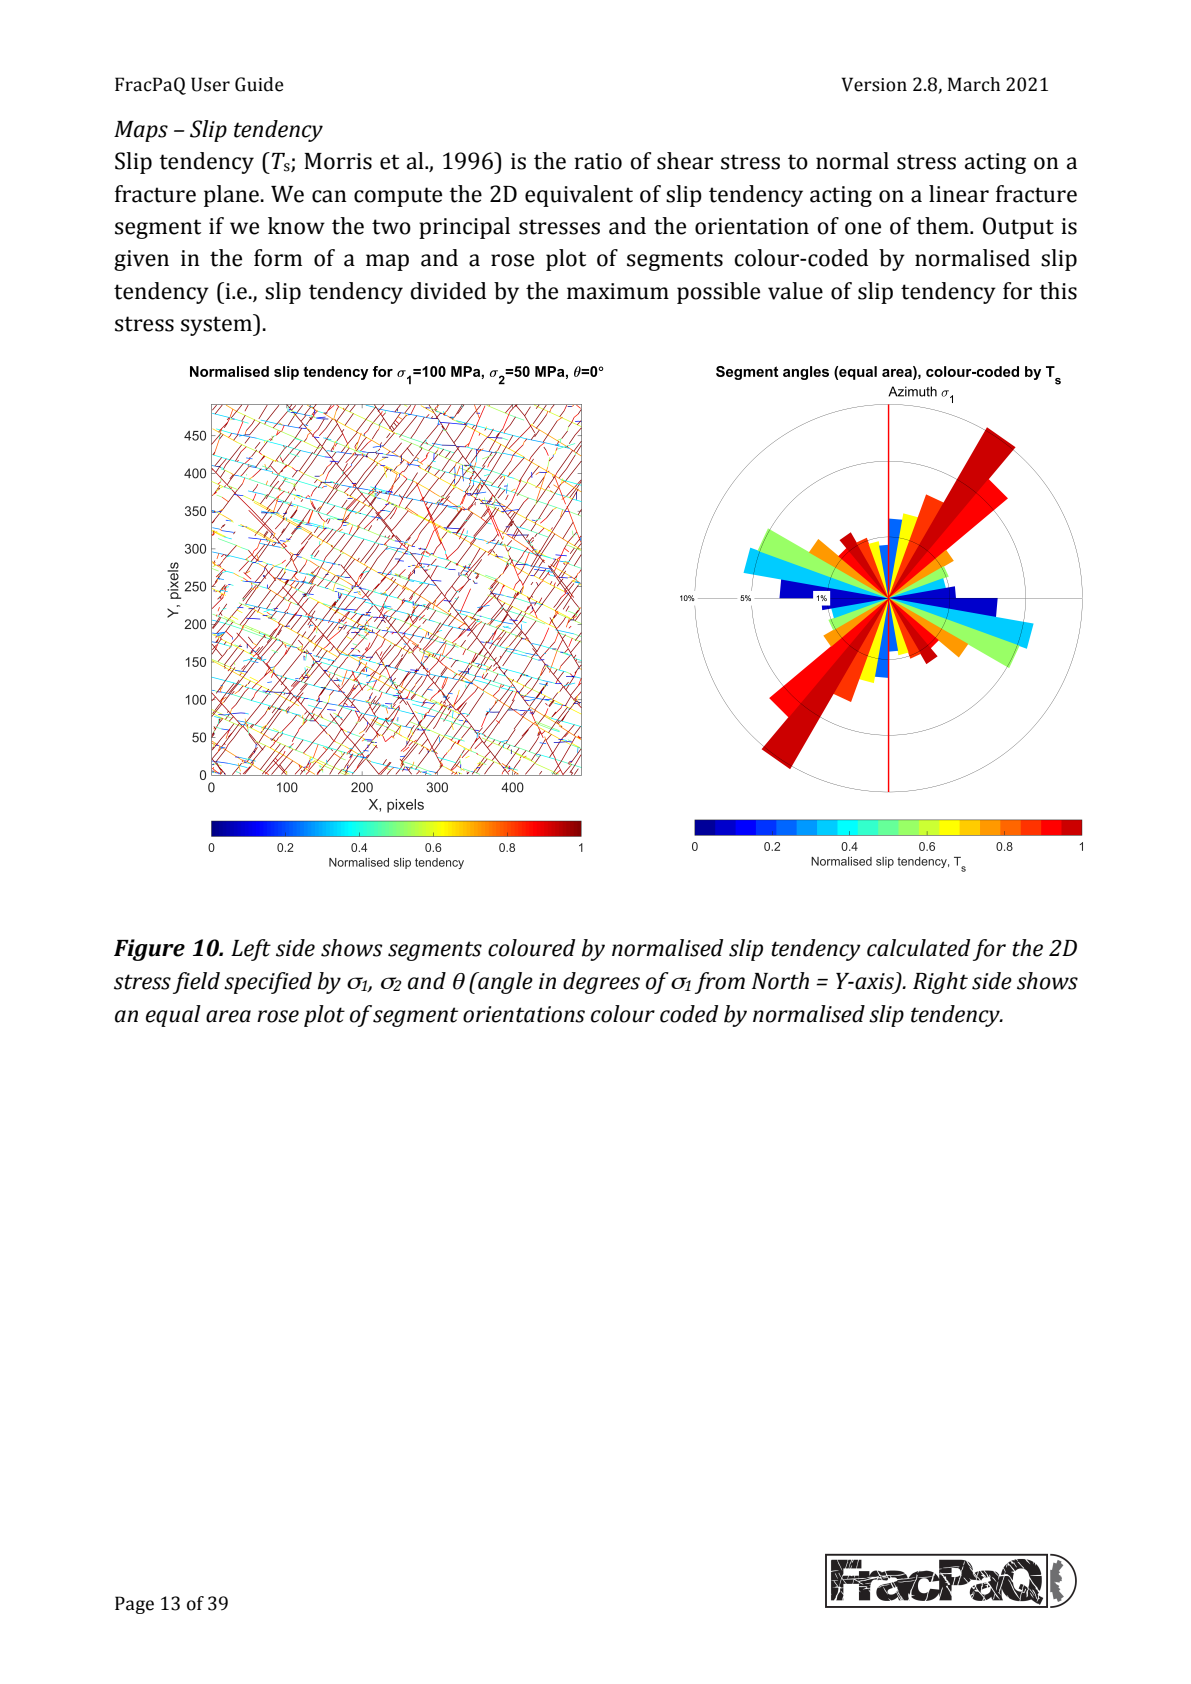 FracPaQ User Guide Version 2.8, March 2021
Maps – Slip tendency
Slip tendency (Ts; Morris et al., 1996) is the ratio of shear stress to normal stress acting on a
fracture plane. We can compute the 2D equivalent of slip tendency acting on a linear fracture
segment if we know the two principal stresses and the orientation of one of them. Output is
given in the form of a map and a rose plot of segments colour-coded by normalised slip
tendency (i.e., slip tendency divided by the maximum possible value of slip tendency for this
stress system).
Normalised slip tendency for σ1=100 MPa, σ2=50 MPa, θ=0°
450
400
350
300
250
200
150
100
50
0
Y, pixels
0 100 200 300 400
X, pixels
0 0.2 0.4 0.6 0.8 1
Normalised slip tendency
Segment angles (equal area), colour-coded by Ts
Azimuth σ1
10% 5% 1%
0 0.2 0.4 0.6 0.8 1
Normalised slip tendency, Ts
Figure 10. Left side shows segments coloured by normalised slip tendency calculated for the 2D
stress field specified by σ1, σ2 and θ (angle in degrees of σ1 from North = Y-axis). Right side shows
an equal area rose plot of segment orientations colour coded by normalised slip tendency.
FracPaQ
Page 13 of 39